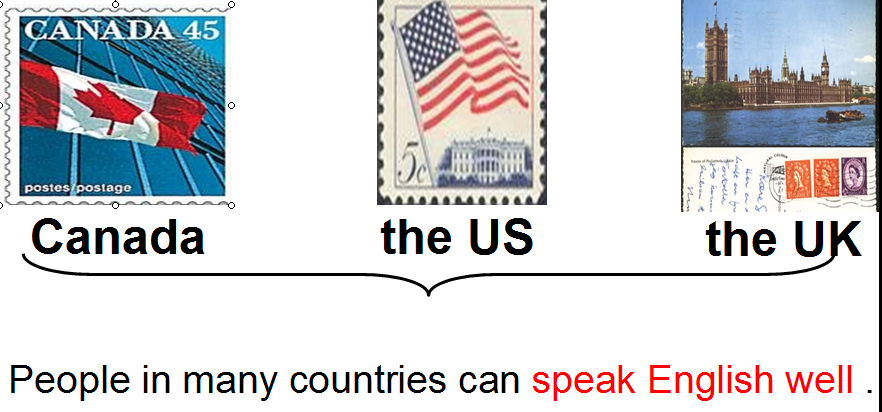 CANADA 45
postes/postage
5c
Canada
the US
the UK
People in many countries can speak English well .